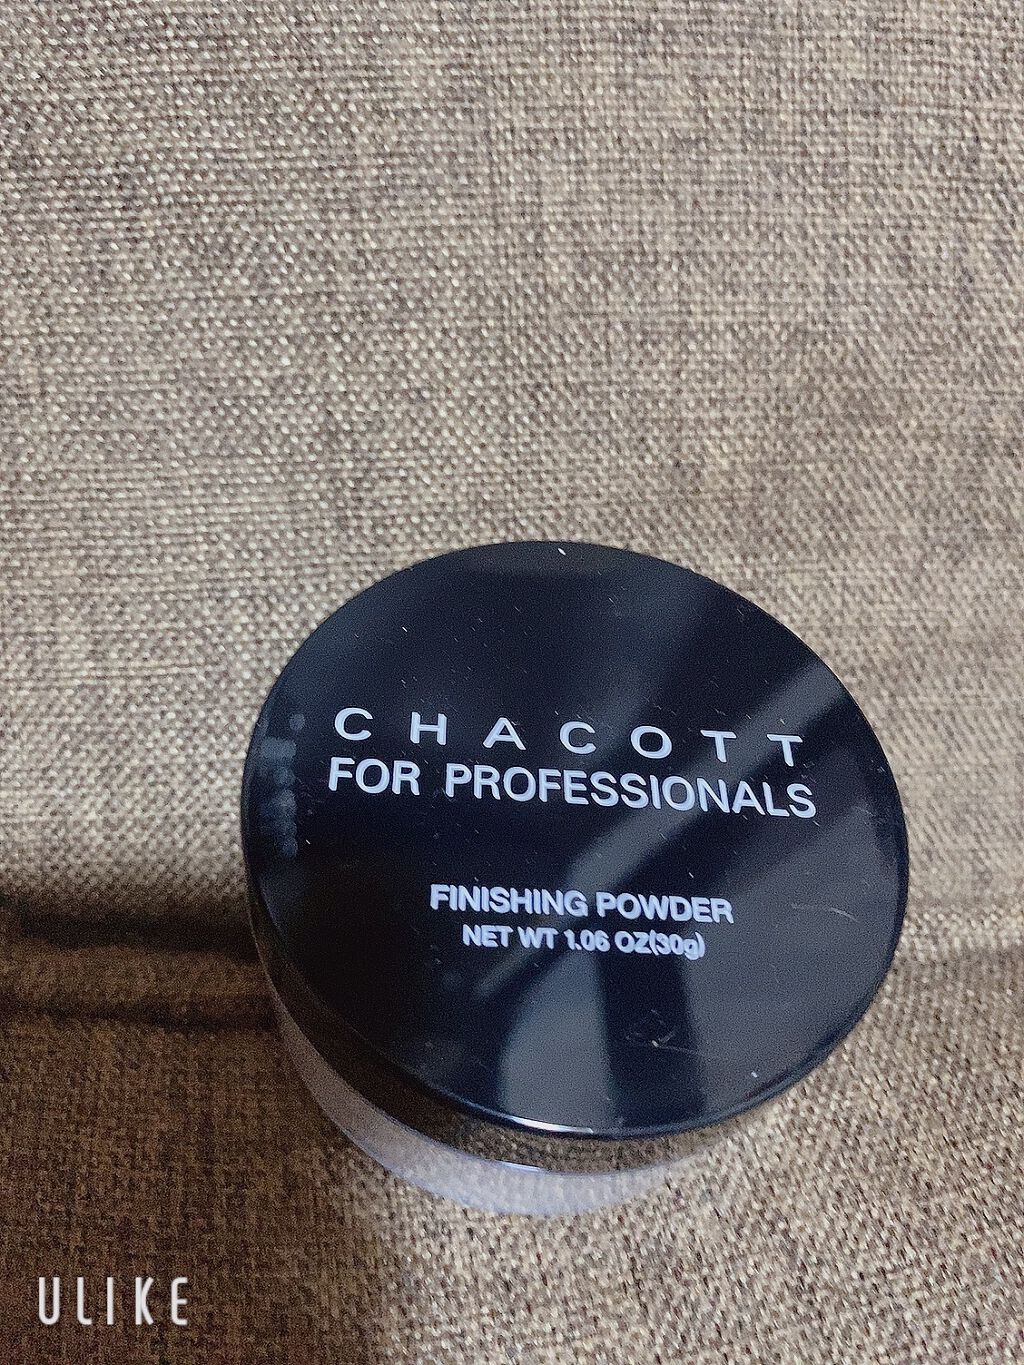 CHACOTT
FOR PROFESSIONALS
FINISHING POWDER
NET WT 1.06 OZ(30g)
ULIKE